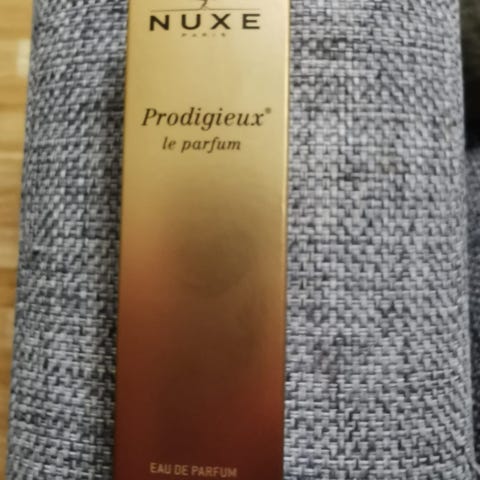 NUXE
PARIS
Prodigieux®
le parfum
EAU DE PARFUM